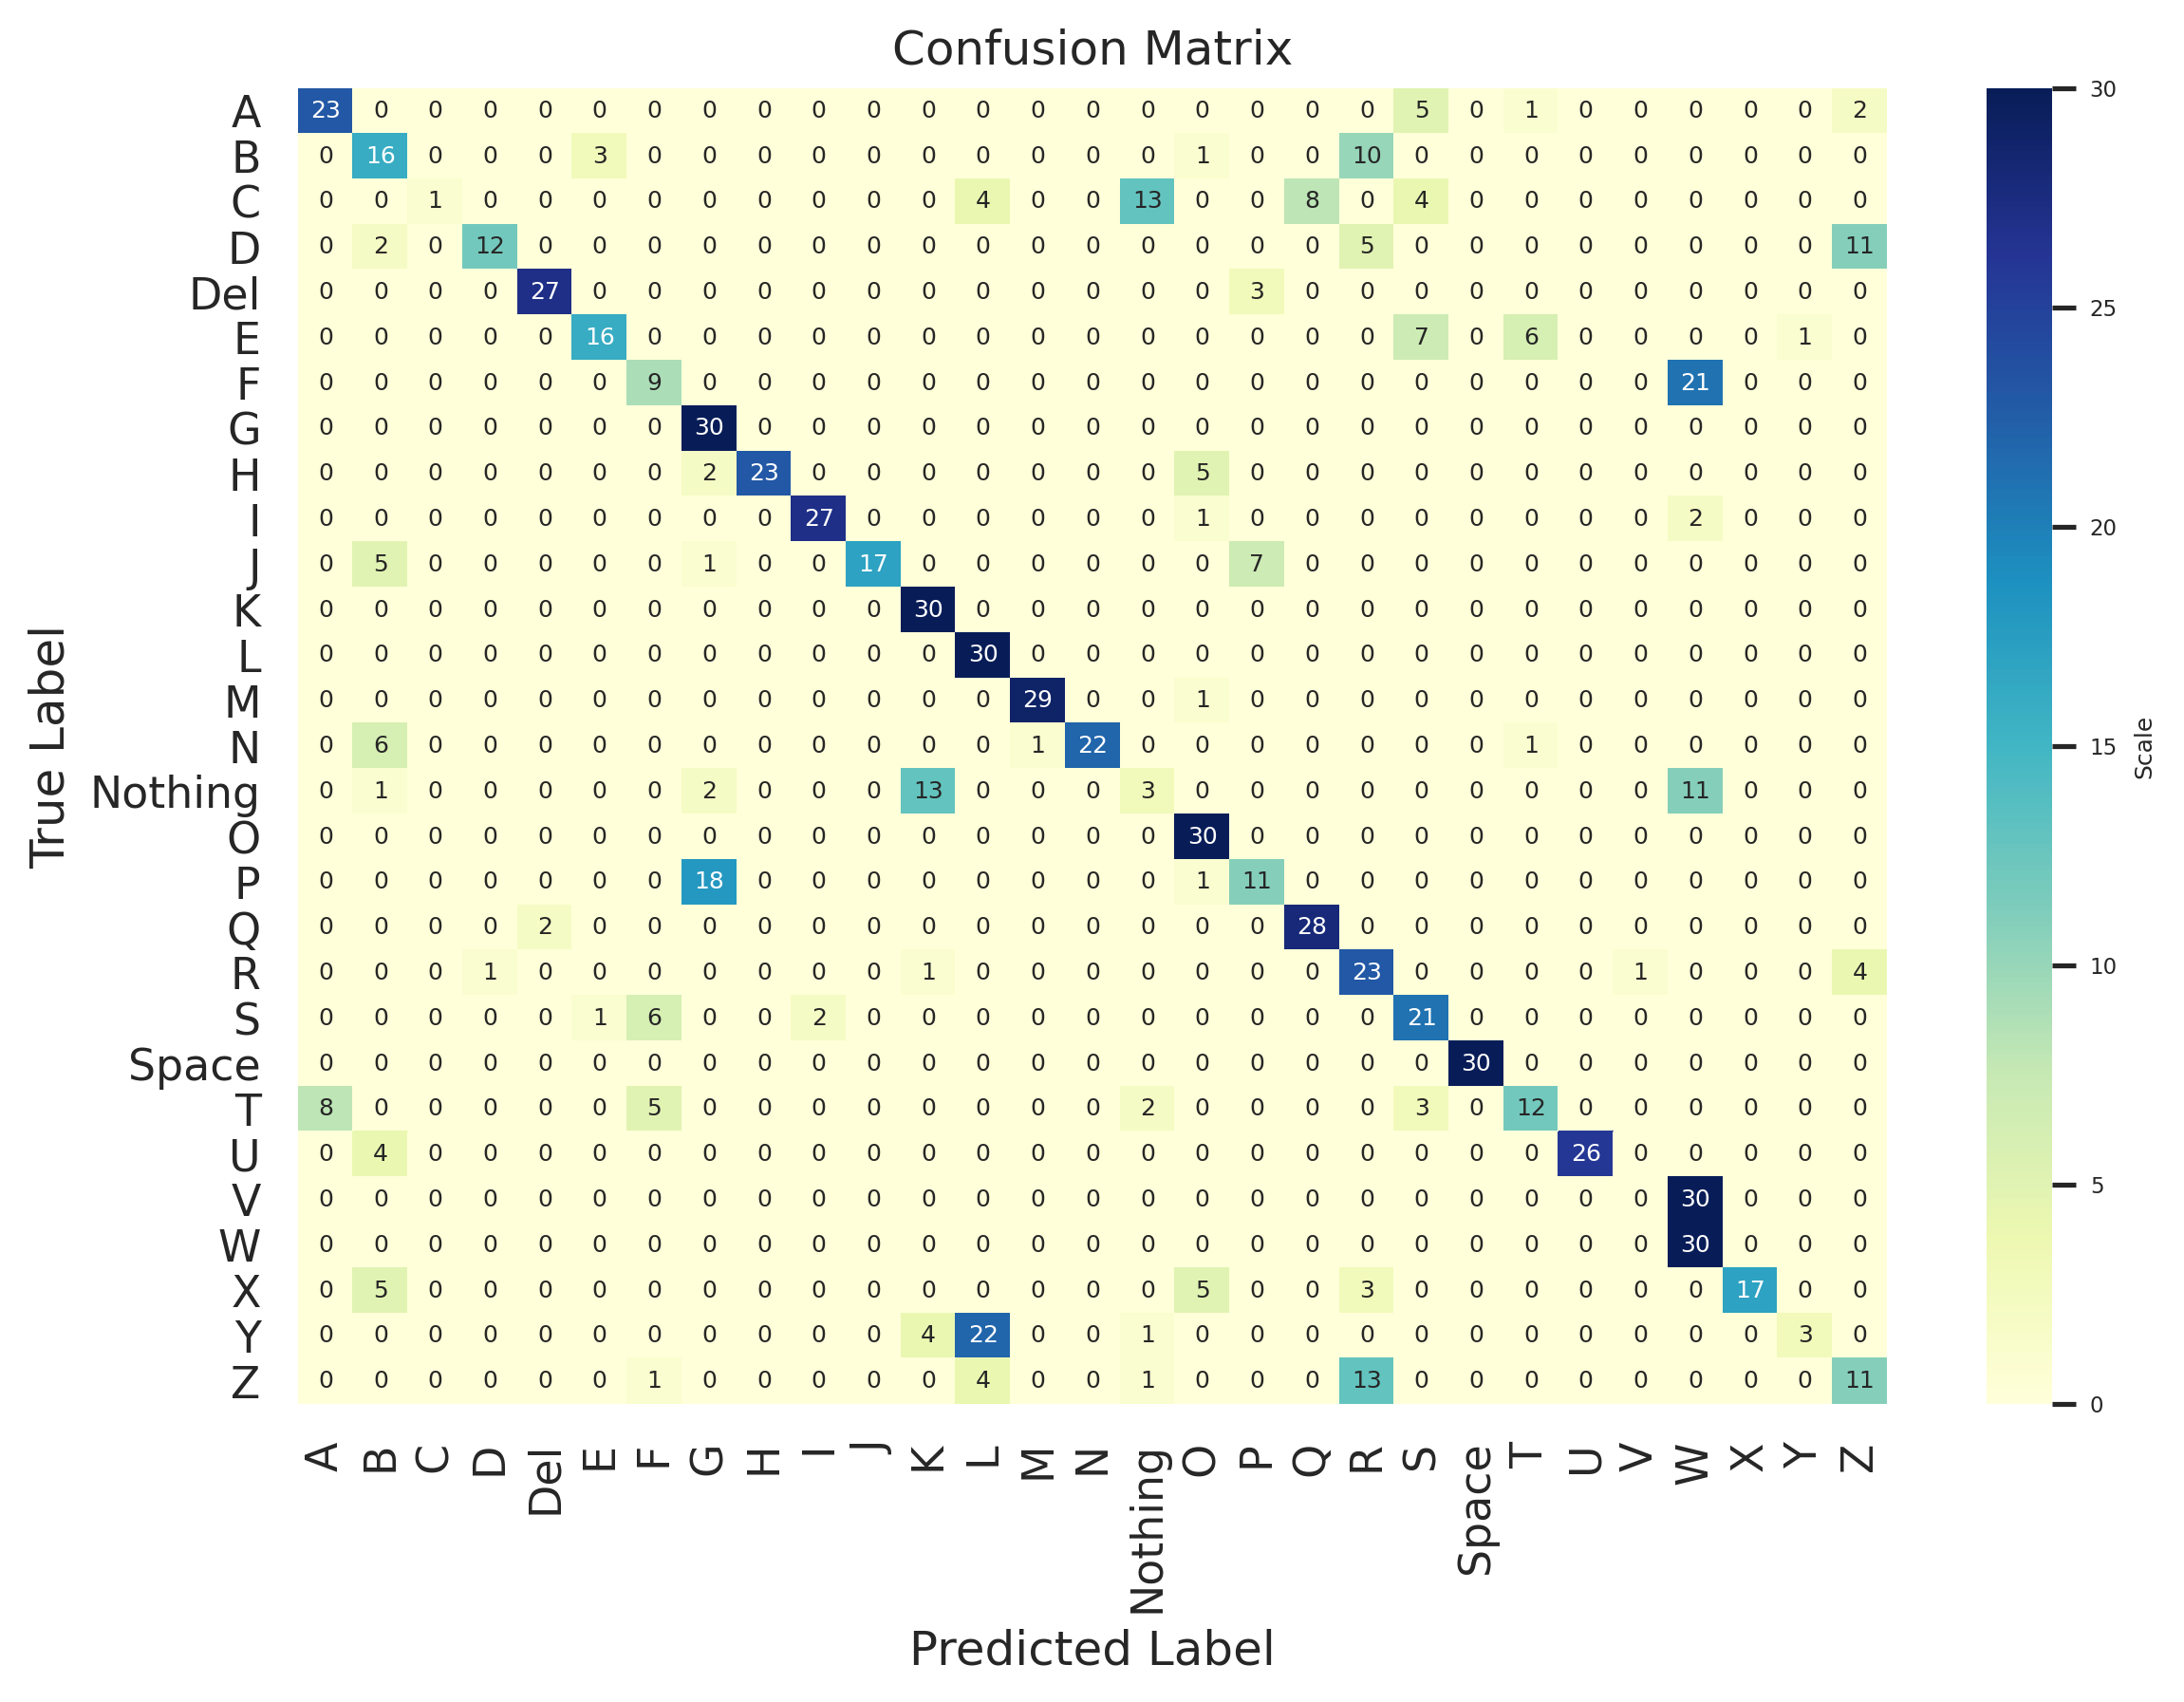 Confusion Matrix
A 23 0 0 0 0 0 0 0 0 0 0 0 0 0 0 0 0 0 0 0 5 0 1 0 0 0 0 0 2
B 0 16 0 0 0 3 0 0 0 0 0 0 0 0 0 0 1 0 0 10 0 0 0 0 0 0 0 0 0
C 0 0 1 0 0 0 0 0 0 0 0 0 4 0 0 13 0 0 8 0 4 0 0 0 0 0 0 0 0
D 0 2 0 12 0 0 0 0 0 0 0 0 0 0 0 0 0 0 0 5 0 0 0 0 0 0 0 0 11
Del 0 0 0 0 27 0 0 0 0 0 0 0 0 0 0 0 0 3 0 0 0 0 0 0 0 0 0 0 0
E 0 0 0 0 0 16 0 0 0 0 0 0 0 0 0 0 0 0 0 0 7 0 6 0 0 0 0 1 0
F 0 0 0 0 0 0 9 0 0 0 0 0 0 0 0 0 0 0 0 0 0 0 0 0 0 21 0 0 0
G 0 0 0 0 0 0 0 30 0 0 0 0 0 0 0 0 0 0 0 0 0 0 0 0 0 0 0 0 0
H 0 0 0 0 0 0 0 2 23 0 0 0 0 0 0 0 5 0 0 0 0 0 0 0 0 0 0 0 0
I 0 0 0 0 0 0 0 0 0 27 0 0 0 0 0 0 1 0 0 0 0 0 0 0 0 2 0 0 0
J 0 5 0 0 0 0 0 1 0 0 17 0 0 0 0 0 0 7 0 0 0 0 0 0 0 0 0 0 0
K 0 0 0 0 0 0 0 0 0 0 0 30 0 0 0 0 0 0 0 0 0 0 0 0 0 0 0 0 0
L 0 0 0 0 0 0 0 0 0 0 0 0 30 0 0 0 0 0 0 0 0 0 0 0 0 0 0 0 0
M 0 0 0 0 0 0 0 0 0 0 0 0 0 29 0 0 1 0 0 0 0 0 0 0 0 0 0 0 0
N 0 6 0 0 0 0 0 0 0 0 0 0 0 1 22 0 0 0 0 0 0 0 1 0 0 0 0 0 0
Nothing 0 1 0 0 0 0 0 2 0 0 0 13 0 0 0 3 0 0 0 0 0 0 0 0 0 11 0 0 0
O 0 0 0 0 0 0 0 0 0 0 0 0 0 0 0 0 30 0 0 0 0 0 0 0 0 0 0 0 0
P 0 0 0 0 0 0 0 18 0 0 0 0 0 0 0 0 1 11 0 0 0 0 0 0 0 0 0 0 0
Q 0 0 0 0 2 0 0 0 0 0 0 0 0 0 0 0 0 0 28 0 0 0 0 0 0 0 0 0 0
R 0 0 0 1 0 0 0 0 0 0 0 1 0 0 0 0 0 0 0 23 0 0 0 0 1 0 0 0 4
S 0 0 0 0 0 1 6 0 0 2 0 0 0 0 0 0 0 0 0 0 21 0 0 0 0 0 0 0 0
Space 0 0 0 0 0 0 0 0 0 0 0 0 0 0 0 0 0 0 0 0 0 30 0 0 0 0 0 0 0
T 8 0 0 0 0 0 5 0 0 0 0 0 0 0 0 2 0 0 0 0 3 0 12 0 0 0 0 0 0
U 0 4 0 0 0 0 0 0 0 0 0 0 0 0 0 0 0 0 0 0 0 0 0 26 0 0 0 0 0
V 0 0 0 0 0 0 0 0 0 0 0 0 0 0 0 0 0 0 0 0 0 0 0 0 0 30 0 0 0
W 0 0 0 0 0 0 0 0 0 0 0 0 0 0 0 0 0 0 0 0 0 0 0 0 0 30 0 0 0
X 0 5 0 0 0 0 0 0 0 0 0 0 0 0 0 0 5 0 0 3 0 0 0 0 0 0 17 0 0
Y 0 0 0 0 0 0 0 0 0 0 0 4 22 0 0 1 0 0 0 0 0 0 0 0 0 0 0 3 0
Z 0 0 0 0 0 0 1 0 0 0 0 0 4 0 0 1 0 0 0 13 0 0 0 0 0 0 0 0 11
A B C D Del E F G H I J K L M N Nothing O P Q R S Space T U V W X Y Z
Predicted Label
True Label
30
25
20
15
10
5
0
Scale